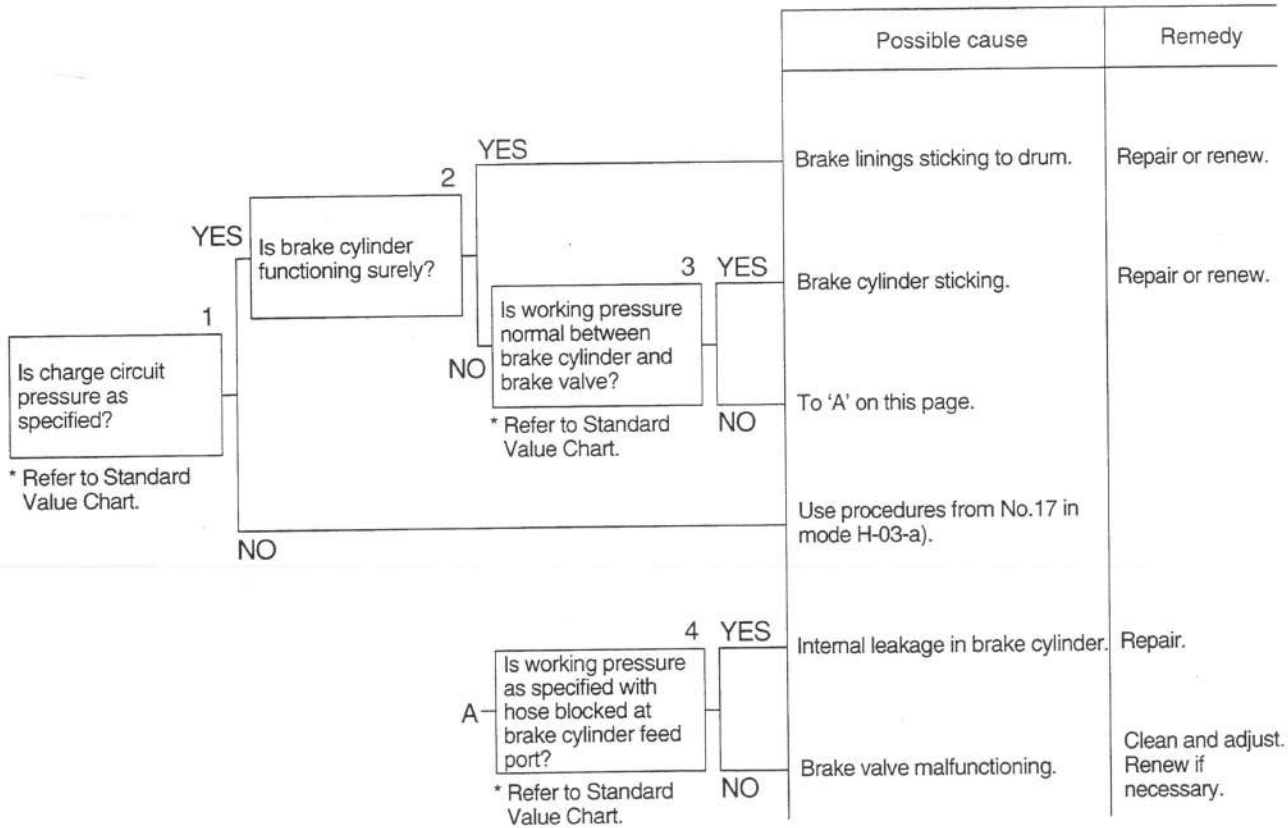 Possible cause
Remedy
YES
Brake linings sticking to drum.
Repair or renew.
2
YES
Is brake cylinder
functioning surely?
3
YES
Brake cylinder sticking.
Repair or renew.
1
Is working pressure
normal between
brake cylinder and
brake valve?
NO
Is charge circuit
pressure as
specified?
To ‘A’ on this page.
NO
* Refer to Standard
Value Chart.
* Refer to Standard
Value Chart.
Use procedures from No.17 in
mode H-03-a).
NO
4
YES
Internal leakage in brake cylinder.
Repair.
A
Is working pressure
as specified with
hose blocked at
brake cylinder feed
port?
Brake valve malfunctioning.
Clean and adjust.
Renew if
necessary.
NO
* Refer to Standard
Value Chart.